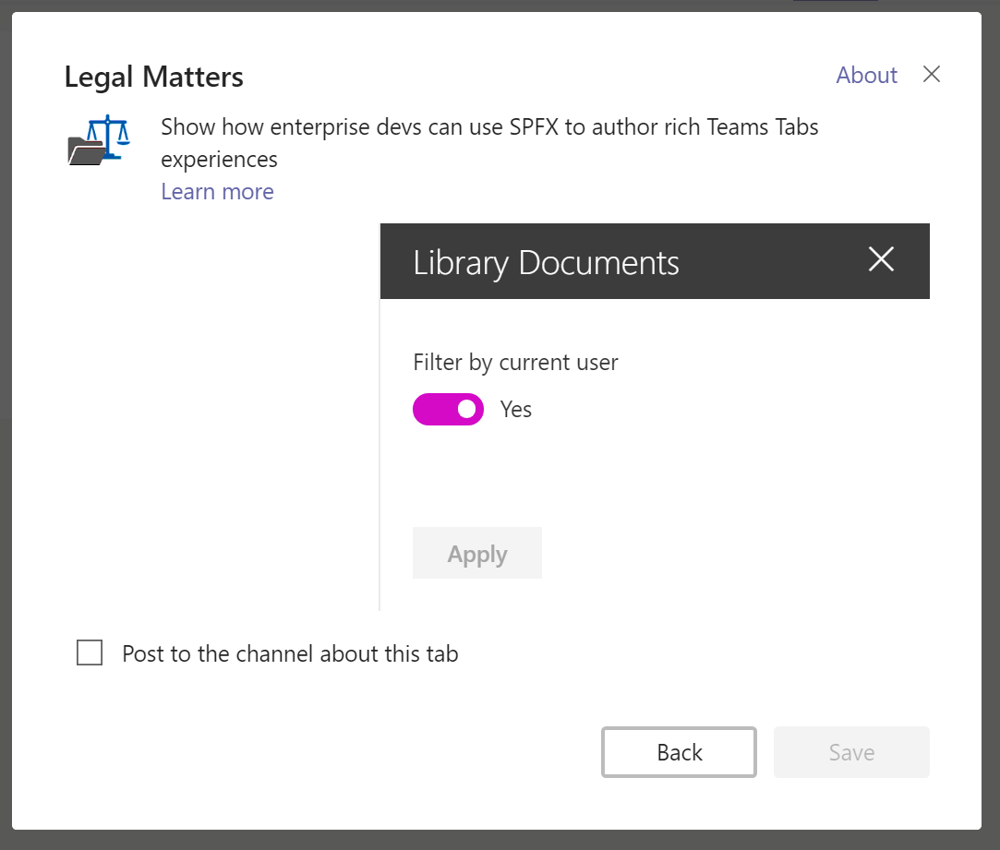 Legal Matters
About
Show how enterprise devs can use SPFX to author rich Teams Tabs
experiences
Learn more
Library Documents
Filter by current user
Yes
Apply
Post to the channel about this tab
Back
Save